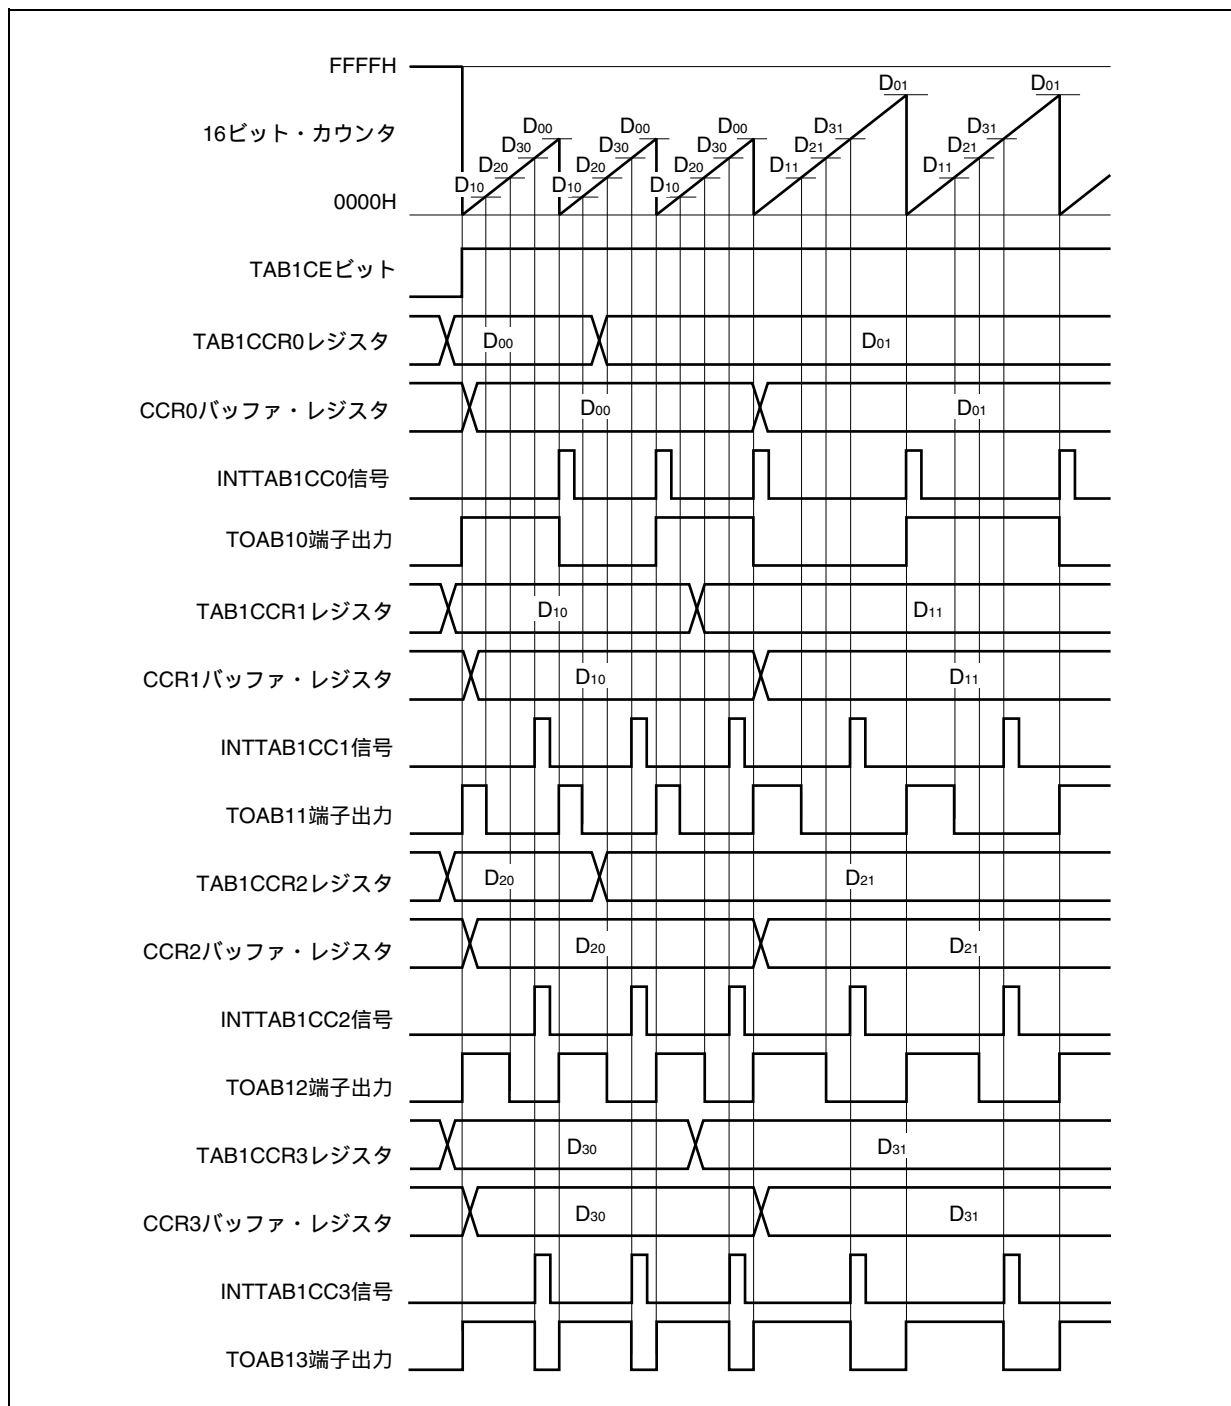 FFFFH
D01 D01
16ビット・カウンタ
D00 D00 D00 D31 D31
D30 D30 D30 D21 D21
D20 D20 D20 D11 D11
D10 D10 D10
0000H
TAB1CEビット
TAB1CCR0レジスタ D00 D01
CCR0バッファ・レジスタ D00 D01
INTTAB1CC0信号
TOAB10端子出力
TAB1CCR1レジスタ D10 D11
CCR1バッファ・レジスタ D10 D11
INTTAB1CC1信号
TOAB11端子出力
TAB1CCR2レジスタ D20 D21
CCR2バッファ・レジスタ D20 D21
INTTAB1CC2信号
TOAB12端子出力
TAB1CCR3レジスタ D30 D31
CCR3バッファ・レジスタ D30 D31
INTTAB1CC3信号
TOAB13端子出力